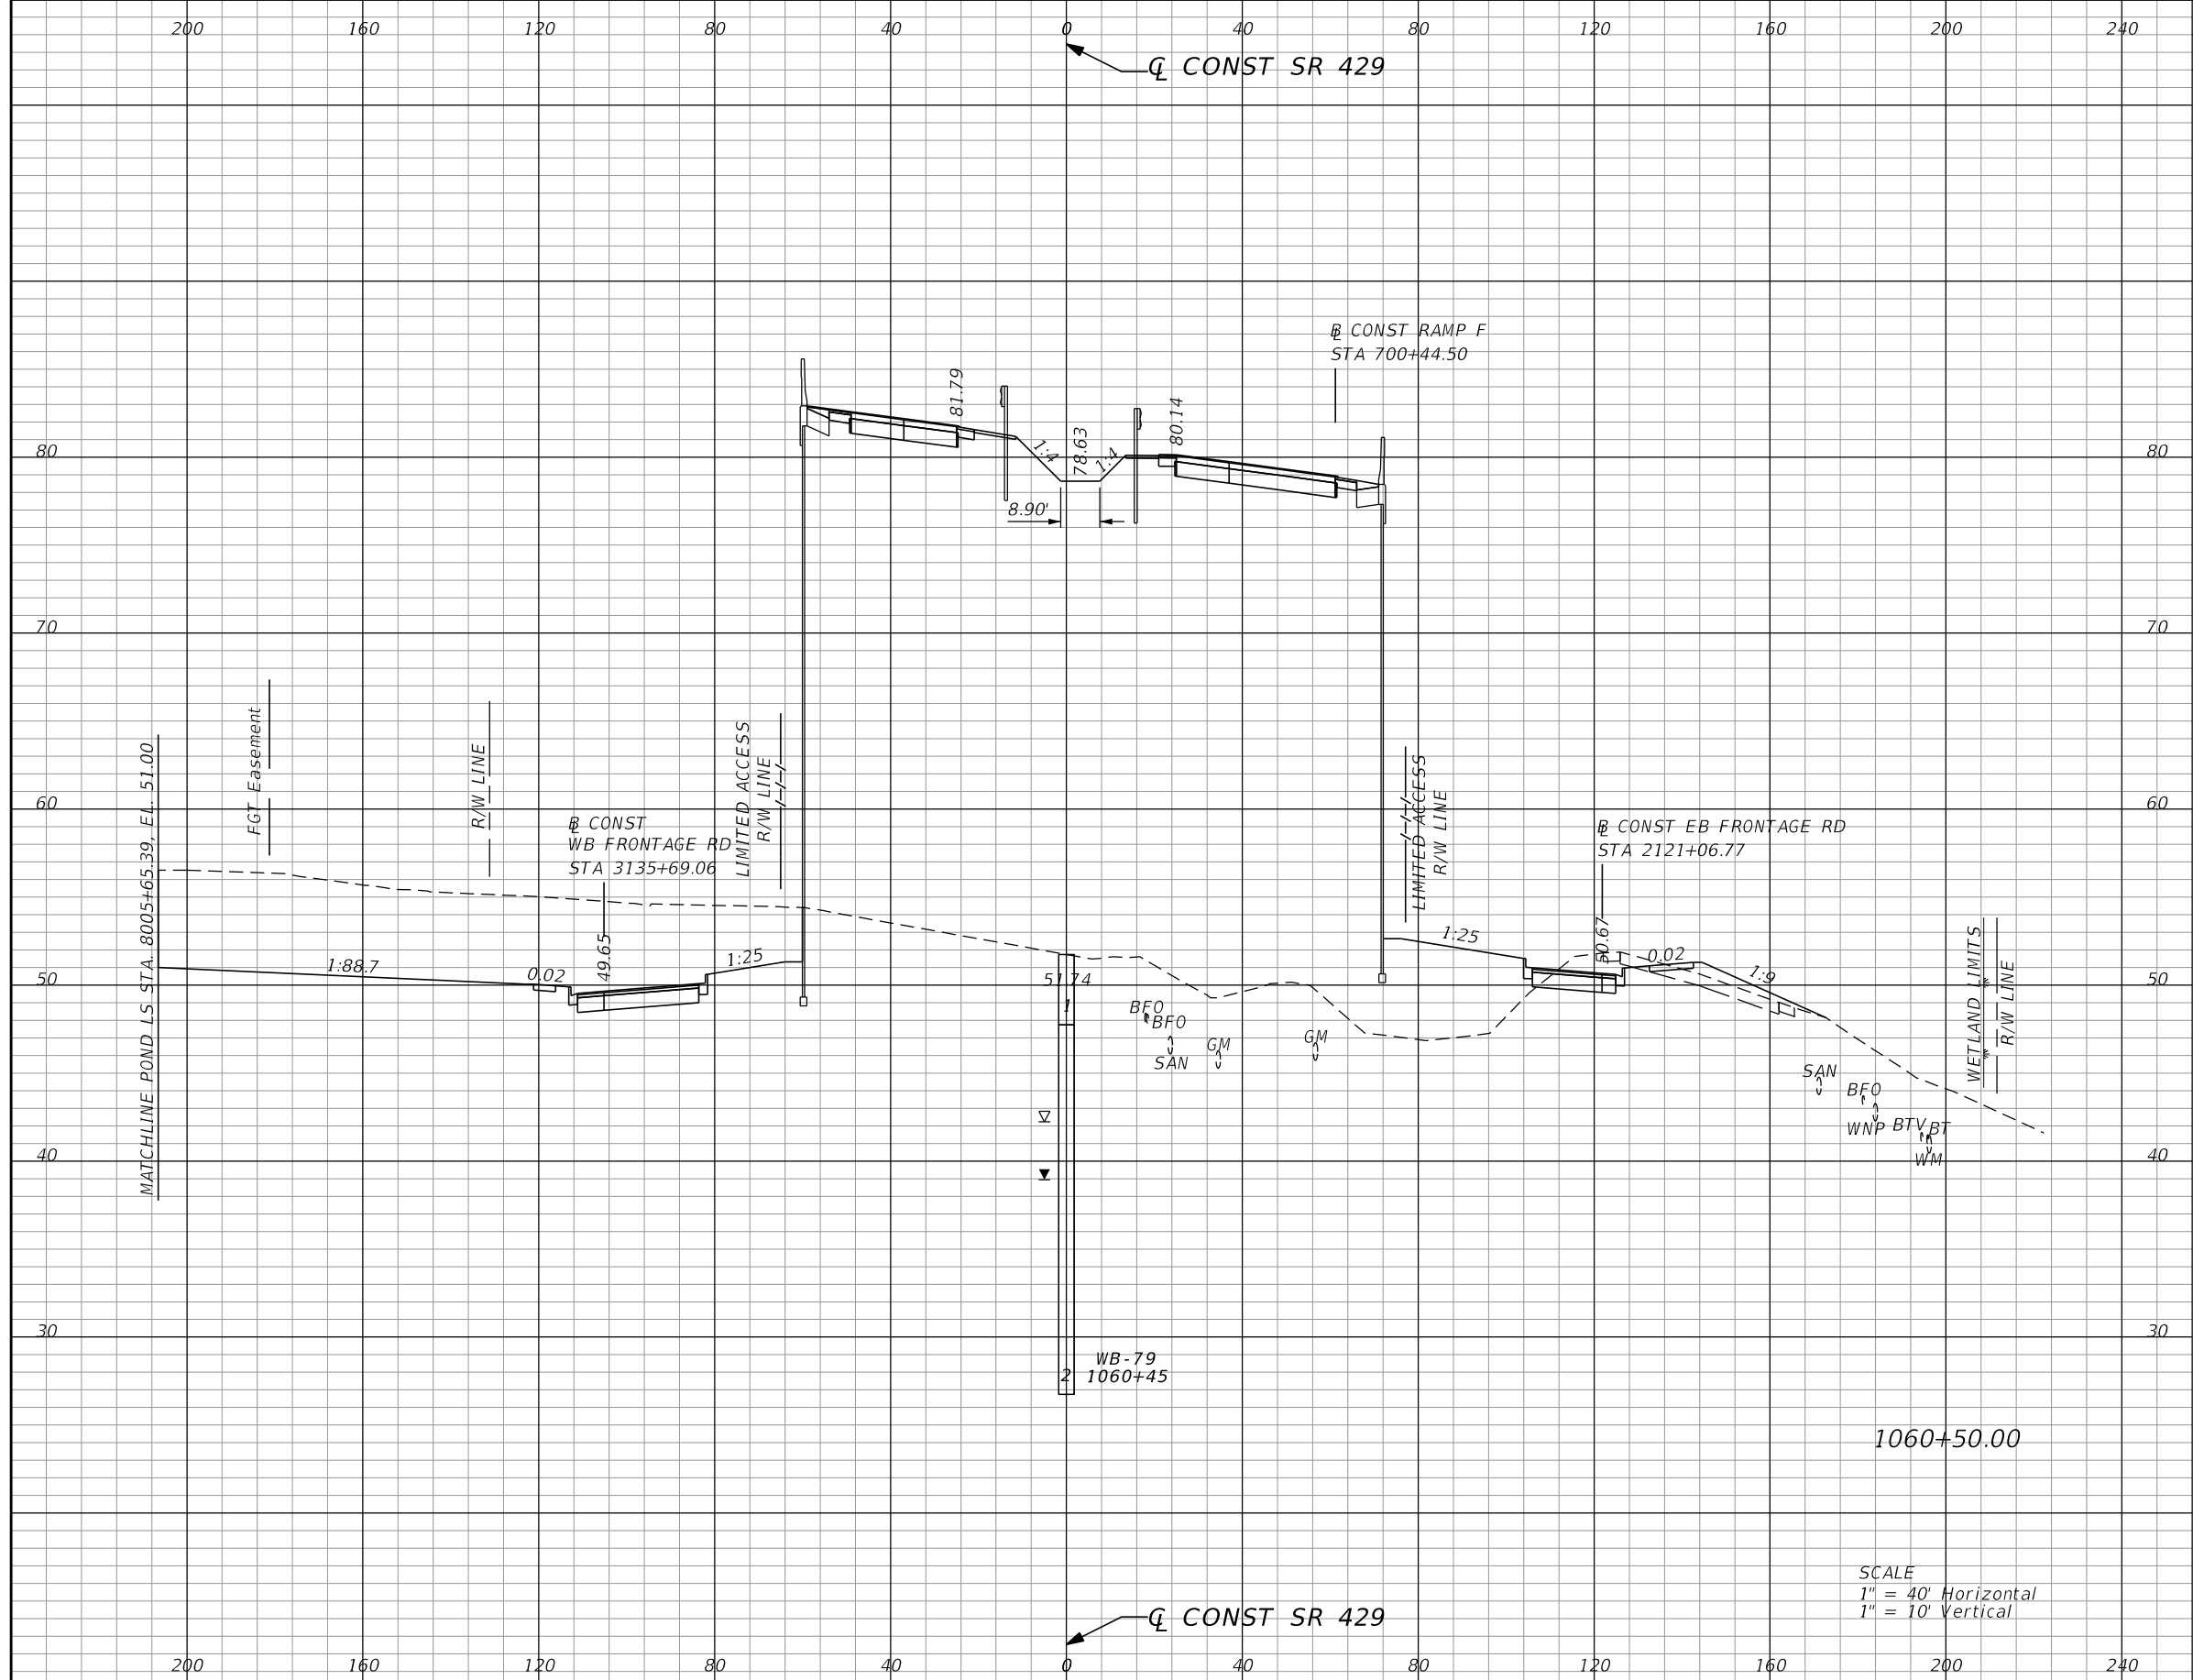 200 160 120 80 40 0 40 80 120 160 200 240
℄ CONST SR 429
℄ CONST RAMP F
STA 700+44.50
81.79
80.14
78.63
1:4
1:4
8.90'
80 80
70 70
60 60
50 50
40 40
30 30
MATCHLINE POND LS STA. 8005+65.39, EL. 51.00
FGT Easement
R/W LINE
LIMITED ACCESS
R/W LINE
B̲L CONST
WB FRONTAGE RD
STA 3135+69.06
LIMITED ACCESS
R/W LINE
BL CONST EB FRONTAGE RD
STA 2121+06.77
1:88.7
0.02
49.65
1:25
51.74
1
1:25
50.67
0.02
1:9
WETLAND LIMITS
R/W LINE
BFO
BFO
SAN
GM
GM
SAN
BFO
WNP
BTV
BT
WM
2
WB-79
1060+45
1060+50.00
SCALE
1" = 40' Horizontal
1" = 10' Vertical
℄ CONST SR 429
200 160 120 80 40 0 40 80 120 160 200 240